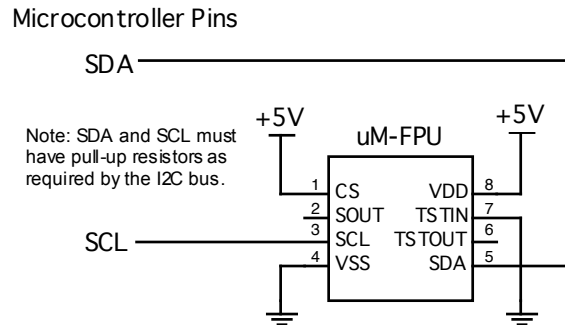 Microcontroller Pins
SDA
Note: SDA and SCL must
have pull-up resistors as
required by the I2C bus.
+5V
uM-FPU
+5V
1 CS VDD 8
2 SOUT TSTIN 7
3 SCL TSTOUT 6
4 VSS SDA 5
SCL